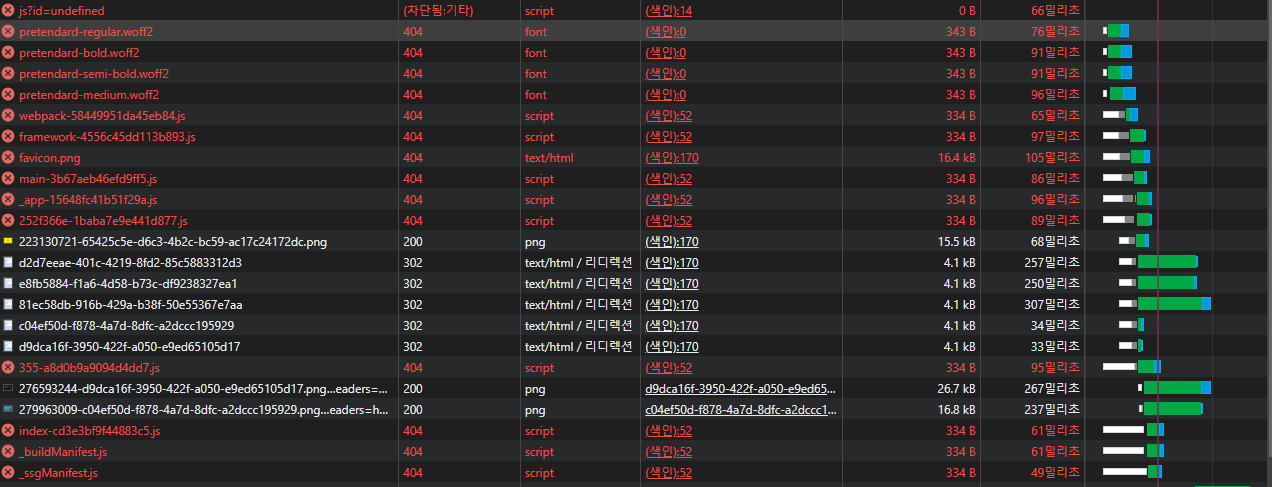 js?id=undefined (차단됨:기타) script (색인):14 0 B 66밀리초
pretendard-regular.woff2 404 font (색인):0 343 B 76밀리초
pretendard-bold.woff2 404 font (색인):0 343 B 91밀리초
pretendard-semi-bold.woff2 404 font (색인):0 343 B 91밀리초
pretendard-medium.woff2 404 font (색인):0 343 B 96밀리초
webpack-58449951da45eb84.js 404 script (색인):52 334 B 65밀리초
framework-4556c45dd113b893.js 404 script (색인):52 334 B 97밀리초
favicon.png 404 text/html (색인):170 16.4 kB 105밀리초
main-3b67aeb46efd9ff5.js 404 script (색인):52 334 B 86밀리초
_app-15648fc41b51f29a.js 404 script (색인):52 334 B 96밀리초
252f366e-1baba7e9e441d877.js 404 script (색인):52 334 B 89밀리초
223130721-65425c5e-d6c3-4b2c-bc59-ac17c24172dc.png 200 png (색인):170 15.5 kB 68밀리초
d2d7eeae-401c-4219-8fd2-85c5883312d3 302 text/html / 리디렉션 (색인):170 4.1 kB 257밀리초
e8fb5884-f1a6-4d58-b73c-df9238327ea1 302 text/html / 리디렉션 (색인):170 4.1 kB 250밀리초
81ec58db-916b-429a-b38f-50e55367e7aa 302 text/html / 리디렉션 (색인):170 4.1 kB 307밀리초
c04ef50d-f878-4a7d-8dfc-a2dccc195929 302 text/html / 리디렉션 (색인):170 4.1 kB 34밀리초
d9dca16f-3950-422f-a050-e9ed65105d17 302 text/html / 리디렉션 (색인):170 4.1 kB 33밀리초
355-a8d0b9a9094d4dd7.js 404 script (색인):52 334 B 95밀리초
276593244-d9dca16f-3950-422f-a050-e9ed65105d17.png...eaders=... 200 png d9dca16f-3950-422f-a050-e9ed65... 26.7 kB 267밀리초
279963009-c04ef50d-f878-4a7d-8dfc-a2dccc195929.png...eaders=h... 200 png c04ef50d-f878-4a7d-8dfc-a2dccc1... 16.8 kB 237밀리초
index-cd3e3bf9f44883c5.js 404 script (색인):52 334 B 61밀리초
_buildManifest.js 404 script (색인):52 334 B 61밀리초
_ssgManifest.js 404 script (색인):52 334 B 49밀리초